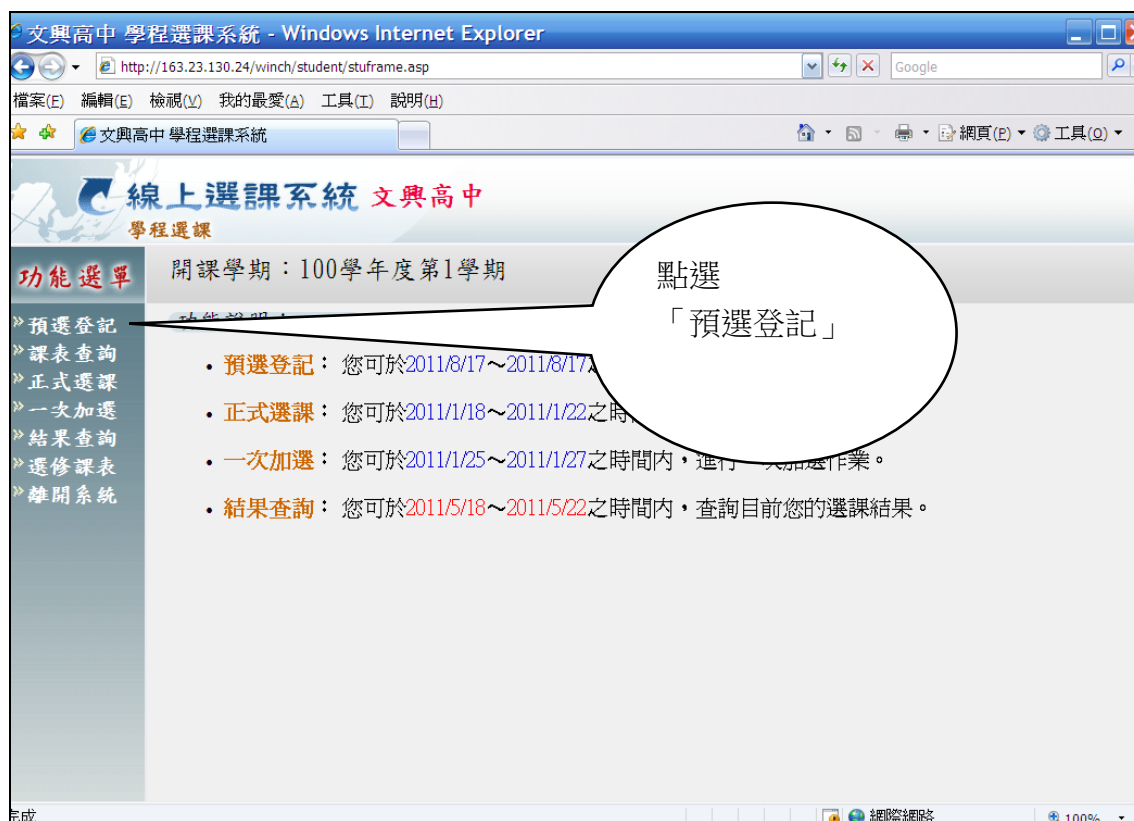 文興高中 學程選課系統 - Windows Internet Explorer
http://163.23.130.24/winch/student/stuframe.asp
Google
檔案(F) 編輯(E) 檢視(V) 我的最愛(A) 工具(T) 說明(H)
文興高中 學程選課系統
網頁(P) 工具(O)
線上選課系統 文興高中
學程選課
功能選單
開課學期：100學年度第1學期
點選
「預選登記」
»預選登記
»課表查詢
»正式選課
»一次加選
»結果查詢
»選修課表
»離開系統
功能說明：
• 預選登記： 您可於2011/8/17～2011/8/17之
• 正式選課： 您可於2011/1/18～2011/1/22之時間
• 一次加選： 您可於2011/1/25～2011/1/27之時間內，進行一次加選作業。
• 結果查詢： 您可於2011/5/18～2011/5/22之時間內，查詢目前您的選課結果。
完成
網際網路
100%